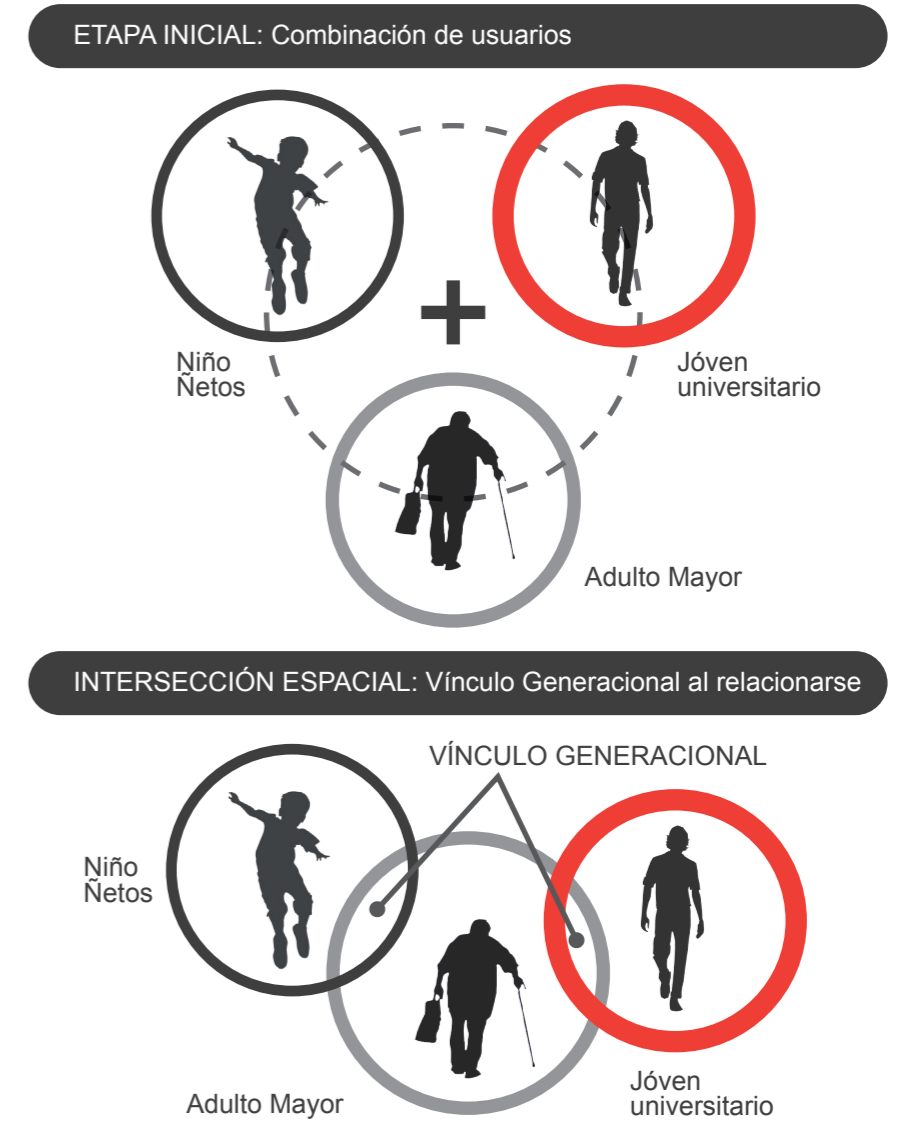 ETAPA INICIAL: Combinación de usuarios
Niño
Ñetos
Jóven
universitario
Adulto Mayor
INTERSECCIÓN ESPACIAL: Vínculo Generacional al relacionarse
VÍNCULO GENERACIONAL
Niño
Ñetos
Adulto Mayor
Jóven
universitario